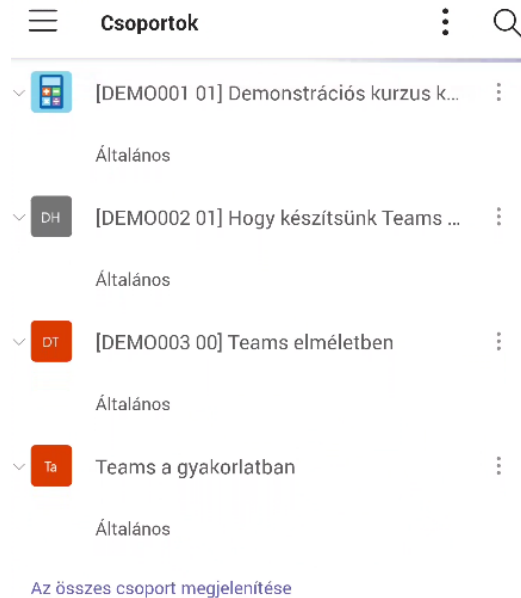 Csoportok
[DEMO001 01] Demonstrációs kurzus k...
Általános
DH [DEMO002 01] Hogy készítsünk Teams ...
Általános
DT [DEMO003 00] Teams elméletben
Általános
Ta Teams a gyakorlatban
Általános
Az összes csoport megjelenítése